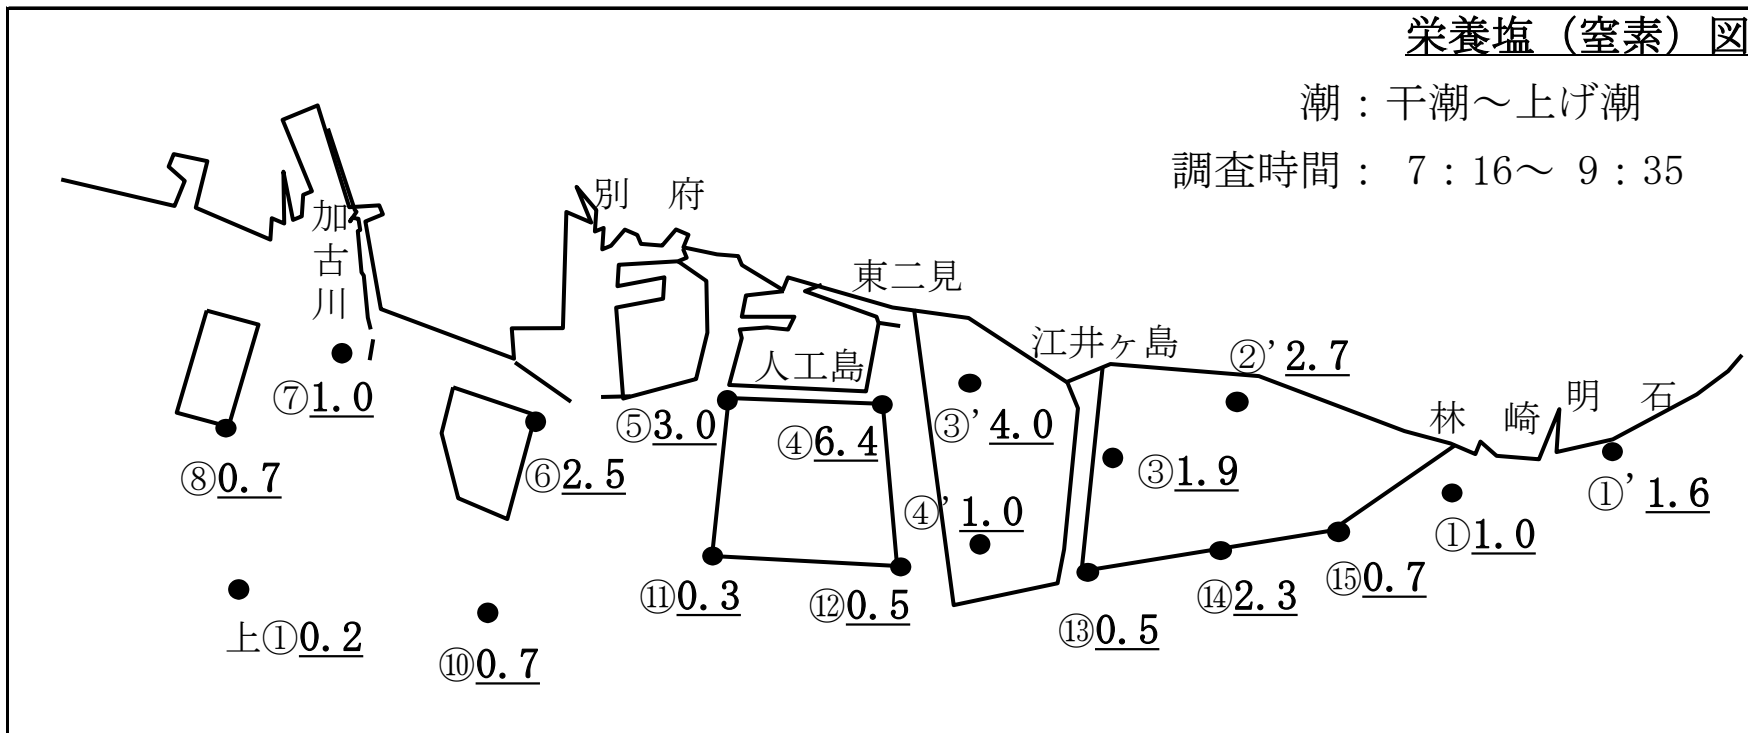 栄養塩（窒素）図
潮：干潮～上げ潮
調査時間： 7：16～ 9：35
別 府
加古川
東二見
江井ヶ島
人工島
②' 2.7
林 崎
明 石
⑦1.0
⑤3.0
④6.4
③' 4.0
⑧0.7
⑥2.5
③1.9
④' 1.0
①' 1.6
①1.0
⑪0.3
⑫0.5
⑭2.3
⑮0.7
上①0.2
⑩0.7
⑬0.5